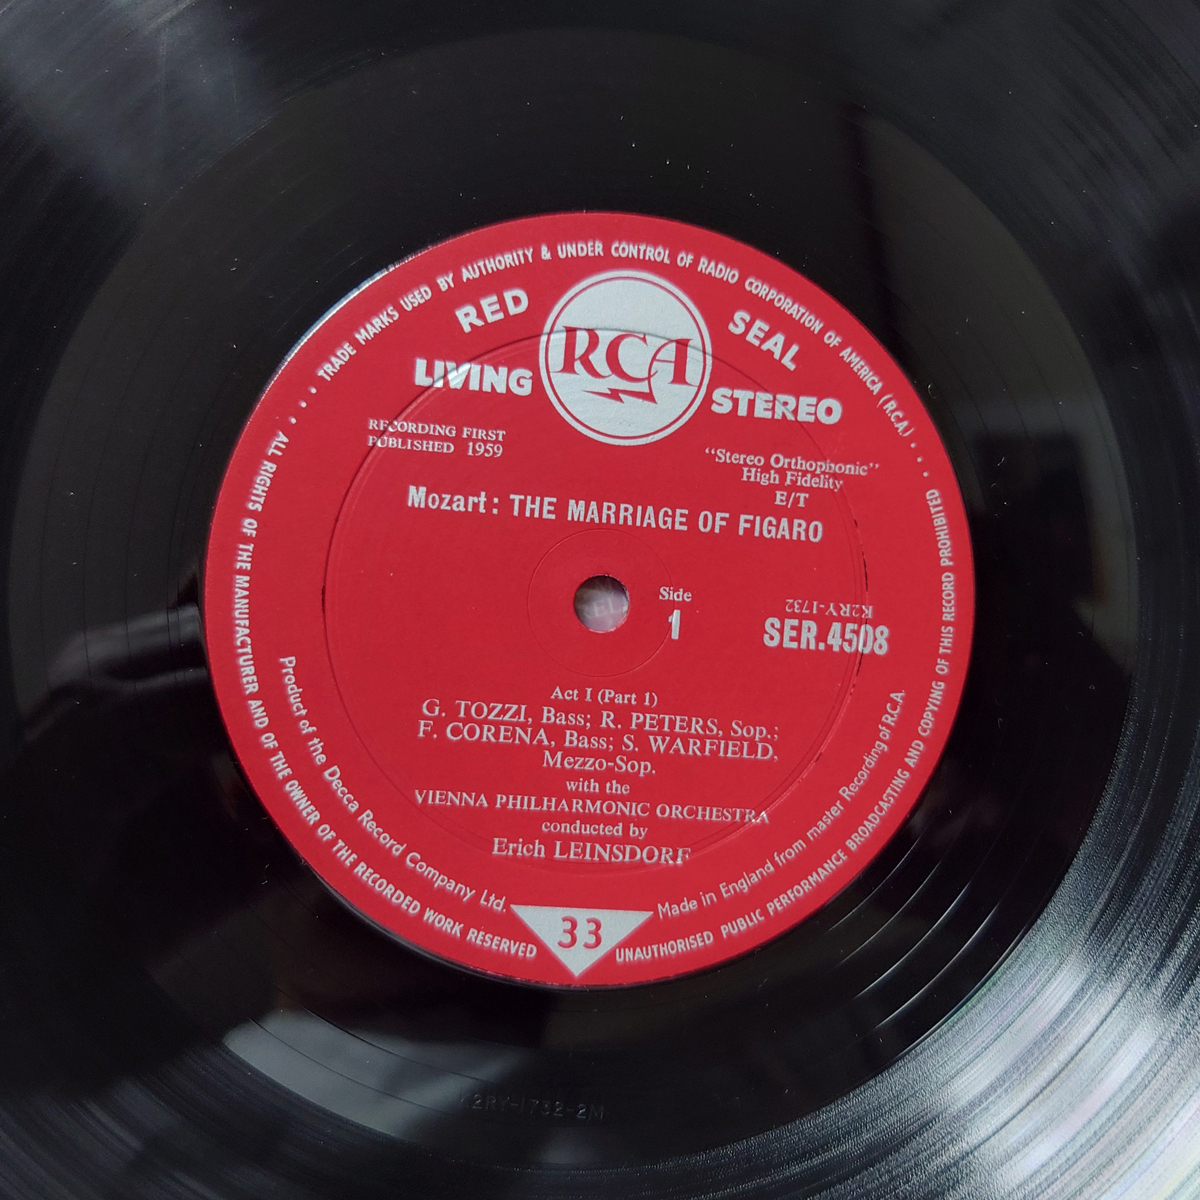 TRADE MARKS USED BY AUTHORITY & UNDER CONTROL OF RADIO CORPORATION OF AMERICA (R.C.A.)
RED SEAL
RCA
LIVING STEREO
RECORDING FIRST
PUBLISHED 1959
"Stereo Orthophonic"
High Fidelity
E/T
Mozart: THE MARRIAGE OF FIGARO
Side
1
K2RY-1732
SER.4508
Act I (Part 1)
G. TOZZI, Bass; R. PETERS, Sop.;
F. CORENA, Bass; S. WARFIELD,
Mezzo-Sop.
with the
VIENNA PHILHARMONIC ORCHESTRA
conducted by
Erich LEINSDORF
Product of the Decca Record Company Ltd.
33
Made in England from master Recording of R.C.A.
ALL RIGHTS OF THE MANUFACTURER AND OF THE OWNER OF THE RECORDED WORK RESERVED
UNAUTHORISED PUBLIC PERFORMANCE BROADCASTING AND COPYING OF THIS RECORD PROHIBITED
2RY-1732-2M